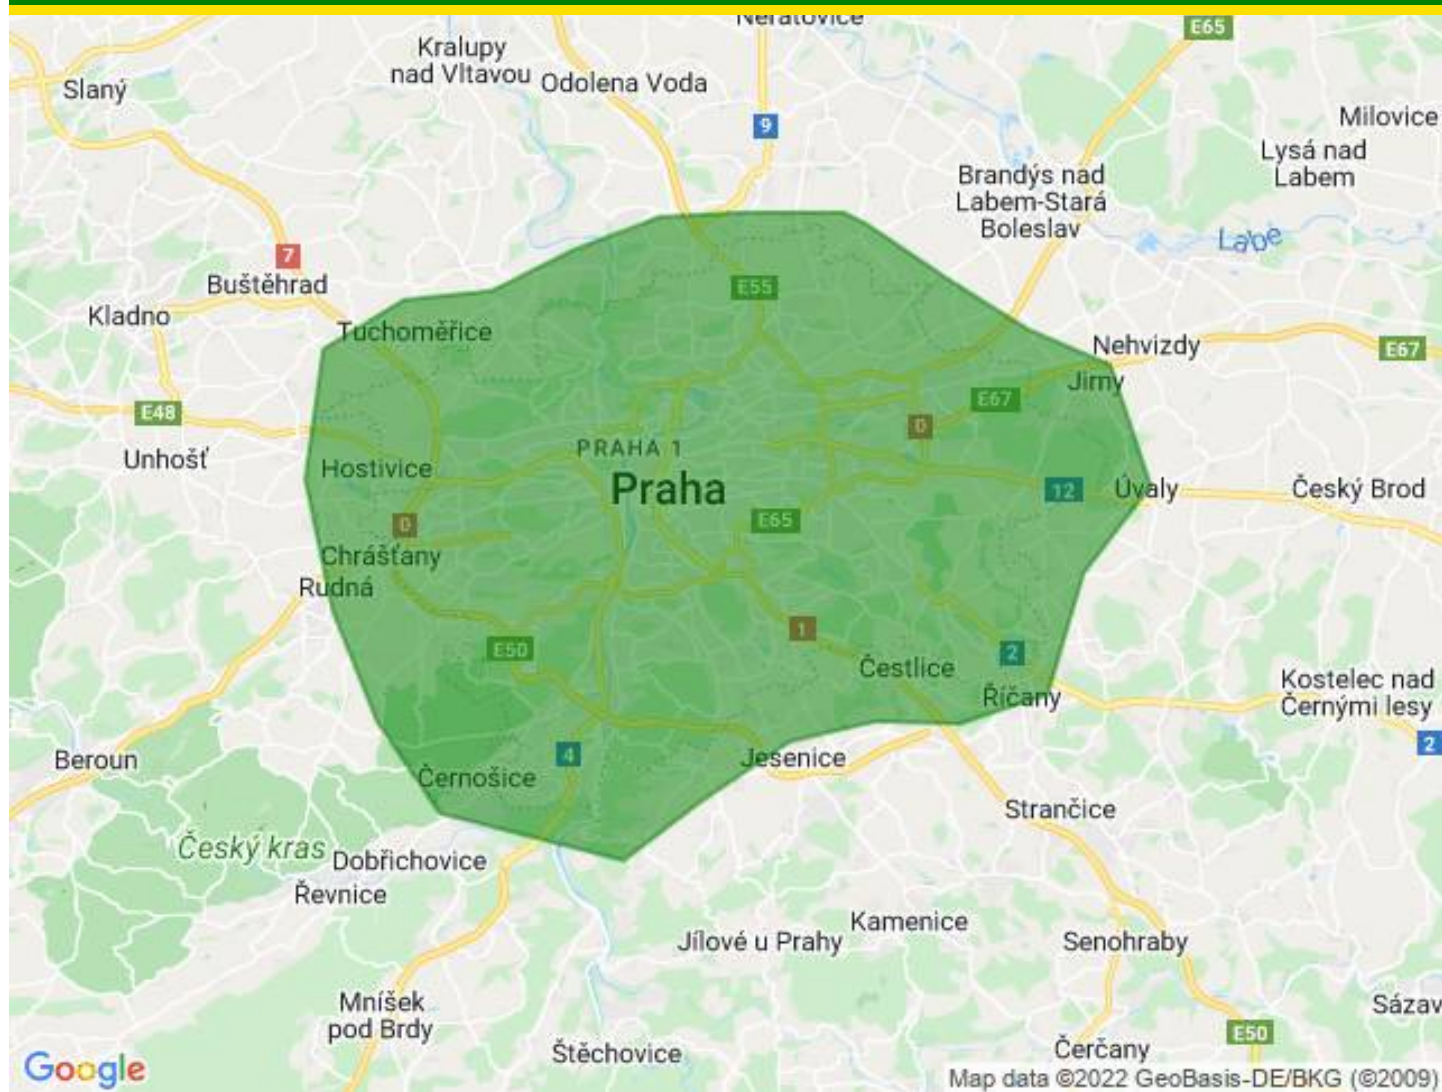 Neratovice
E65
Kralupy
nad Vltavou
Odolena Voda
Slaný
9
Milovice
Lysá nad
Labem
Brandýs nad
Labem-Stará
Boleslav
Labe
7
Buštěhrad
E55
Kladno
Tuchoměřice
Nehvizdy
E67
Jirny
E67
E48
0
PRAHA 1
Unhošť
Hostivice
Praha
12
Úvaly
Český Brod
0
E65
Chrášťany
Rudná
1
E50
2
Čestlice
Kostelec nad
Černými lesy
Říčany
2
Beroun
4
Jesenice
Černošice
Strančice
Český kras
Dobřichovice
Řevnice
Kamenice
Jílové u Prahy
Senohraby
Mníšek
pod Brdy
Sázav
E50
Štěchovice
Čerčany
Google
Map data ©2022 GeoBasis-DE/BKG (©2009)